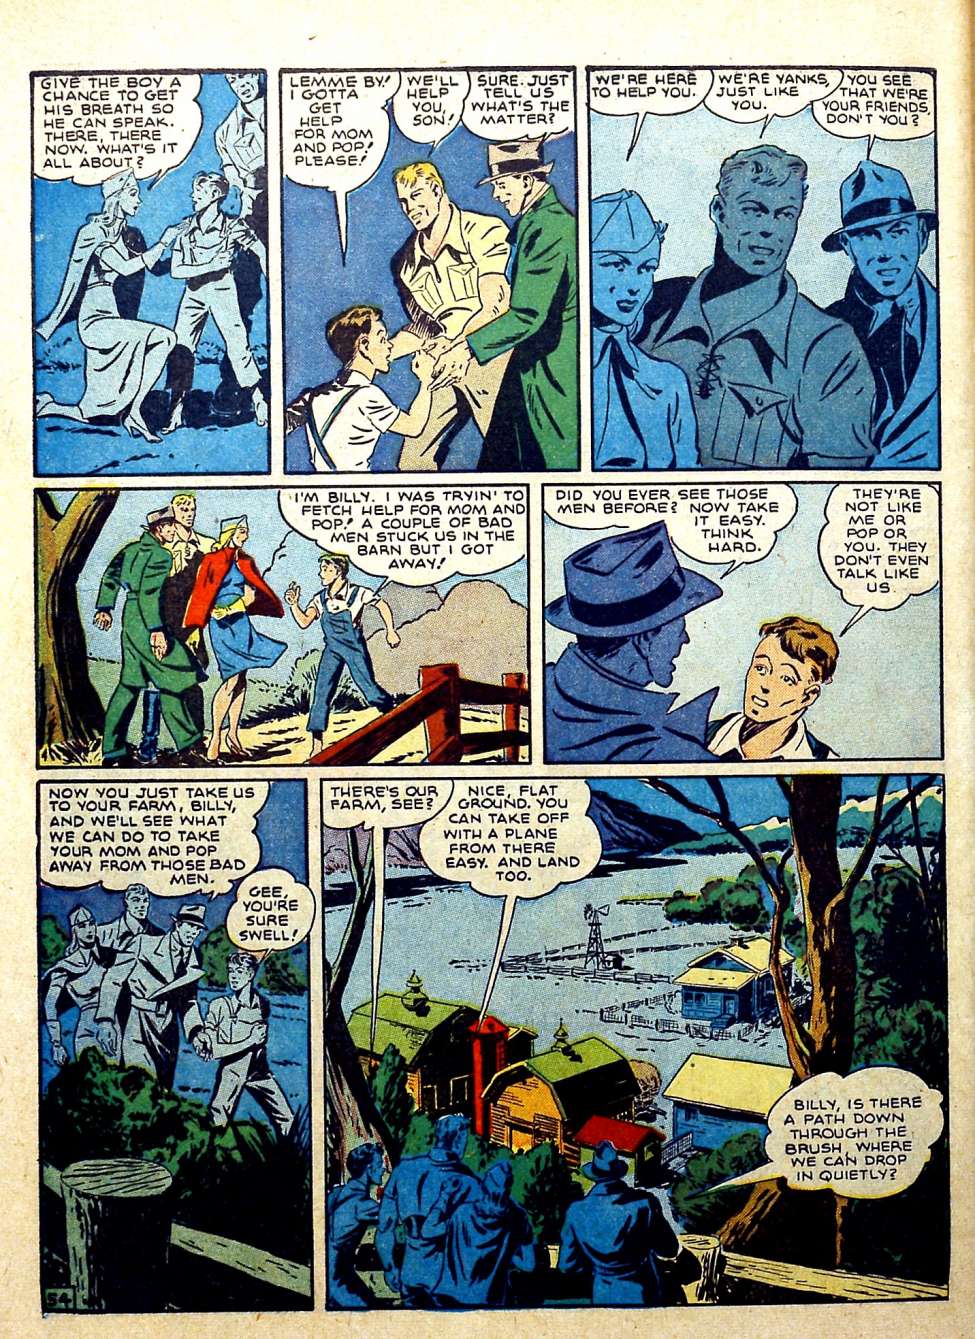 GIVE THE BOY A
CHANCE TO GET
HIS BREATH SO
HE CAN SPEAK.
THERE, THERE
NOW. WHAT'S IT
ALL ABOUT?
LEMME BY!
I GOTTA
GET
HELP
FOR MOM
AND POP!
PLEASE!
WE'LL
HELP
YOU,
SON!
SURE. JUST
TELL US
WHAT'S THE
MATTER?
WE'RE HERE
TO HELP YOU.
WE'RE YANKS,
JUST LIKE
YOU.
YOU SEE
THAT WE'RE
YOUR FRIENDS,
DON'T YOU?
I'M BILLY. I WAS TRYIN' TO
FETCH HELP FOR MOM AND
POP! A COUPLE OF BAD
MEN STUCK US IN THE
BARN BUT I GOT
AWAY!
DID YOU EVER SEE THOSE
MEN BEFORE? NOW TAKE
IT EASY.
THINK
HARD.
THEY'RE
NOT LIKE
ME OR
POP OR
YOU. THEY
DON'T EVEN
TALK LIKE
US.
NOW YOU JUST TAKE US
TO YOUR FARM, BILLY,
AND WE'LL SEE WHAT
WE CAN DO TO TAKE
YOUR MOM AND POP
AWAY FROM THOSE BAD
MEN.
GEE,
YOU'RE
SURE
SWELL!
THERE'S OUR
FARM, SEE?
NICE, FLAT
GROUND. YOU
CAN TAKE OFF
WITH A PLANE
FROM THERE
EASY. AND LAND
TOO.
BILLY, IS THERE
A PATH DOWN
THROUGH THE
BRUSH, WHERE
WE CAN DROP
IN QUIETLY?
54